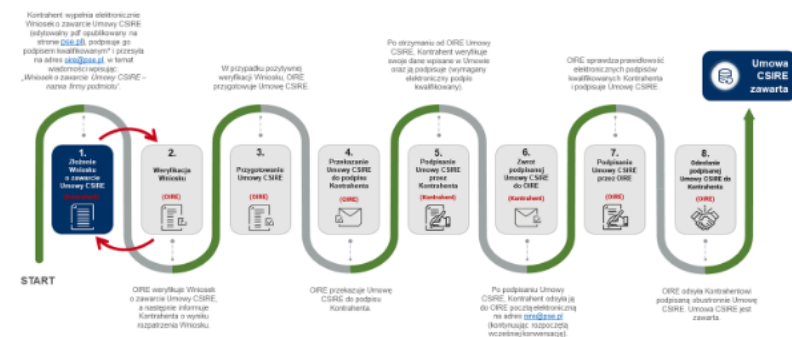 Kontrahent wypełnia elektronicznie
Wniosek o zawarcie Umowy CSIRE
(edytowalny pdf opublikowany na
stronie pse.pl), podpisuje go
podpisem kwalifikowanym* i przesyła
na adres oire@pse.pl, w temat
wiadomości wpisując:
„Wniosek o zawarcie Umowy CSIRE –
nazwa firmy podmiotu”.
W przypadku pozytywnej
weryfikacji Wniosku, OIRE
przygotowuje Umowę CSIRE.
Po otrzymaniu od OIRE Umowy
CSIRE, Kontrahent weryfikuje
swoje dane wpisane w Umowie
oraz ją podpisuje (wymagany
elektroniczny podpis
kwalifikowany).
OIRE sprawdza prawidłowość
elektronicznych podpisów
kwalifikowanych Kontrahenta
i podpisuje Umowę CSIRE.
Umowa
CSIRE
zawarta
1.
Złożenie
Wniosku
o zawarcie
Umowy CSIRE
2.
Weryfikacja
Wniosku
(OIRE)
3.
Przygotowanie
Umowy CSIRE
(OIRE)
4.
Przekazanie
Umowy CSIRE
do podpisu
Kontrahenta
(OIRE)
5.
Podpisanie
Umowy CSIRE
przez
Kontrahenta
(Kontrahent)
6.
Zwrot
podpisanej
Umowy CSIRE
do OIRE
(Kontrahent)
7.
Podpisanie
Umowy CSIRE
przez OIRE
(OIRE)
8.
Odesłanie
podpisanej
Umowy CSIRE do
Kontrahenta
(OIRE)
START
OIRE weryfikuje Wniosek
o zawarcie Umowy CSIRE,
a następnie informuje
Kontrahenta o wyniku
rozpatrzenia Wniosku.
OIRE przekazuje Umowę
CSIRE do podpisu
Kontrahenta.
Po podpisaniu Umowy
CSIRE, Kontrahent odsyła ją
do OIRE pocztą elektroniczną
na adres oire@pse.pl
(kontynuując rozpoczętą
wcześniej konwersację).
OIRE odsyła Kontrahentowi
podpisaną obustronnie Umowę
CSIRE. Umowa CSIRE jest
zawarta.